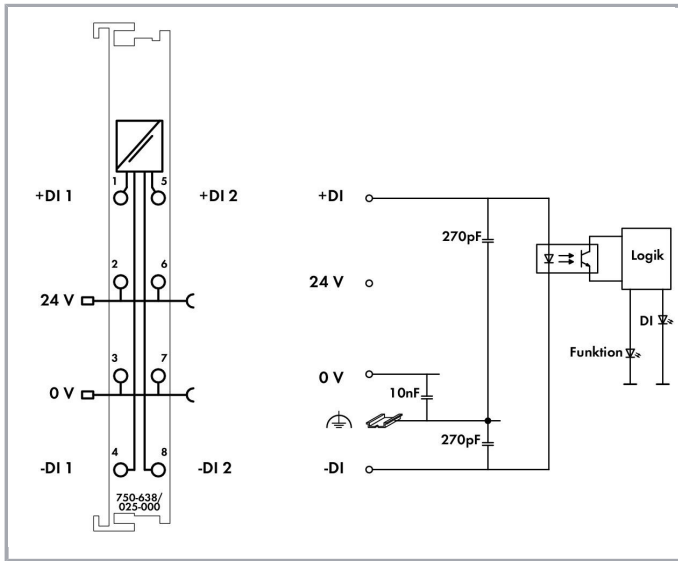 1
5
+DI 1
+DI 2
2
6
24 V
3
7
0 V
4
8
-DI 1
-DI 2
750-638/
025-000
+DI
270pF
Logik
24 V
DI
Funktion
0 V
10nF
270pF
-DI